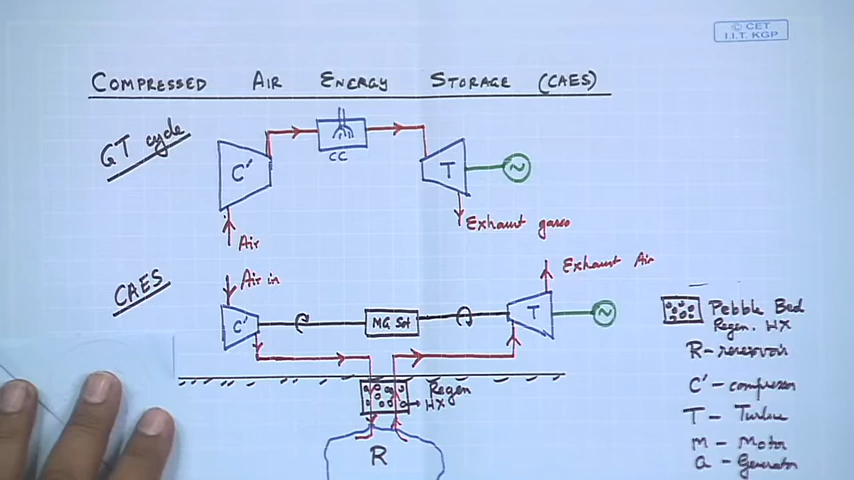 © CET
I.I.T. KGP
COMPRESSED AIR ENERGY STORAGE (CAES)
GT cycle
C'
CC
T
~
Air
Exhaust gases
CAES
Air in
Exhaust Air
C'
MG Set
T
~
Regen
HX
R
Pebble Bed
Regen. HX
R-reservoir
C' - compressor
T - Turbine
M - Motor
G - Generator